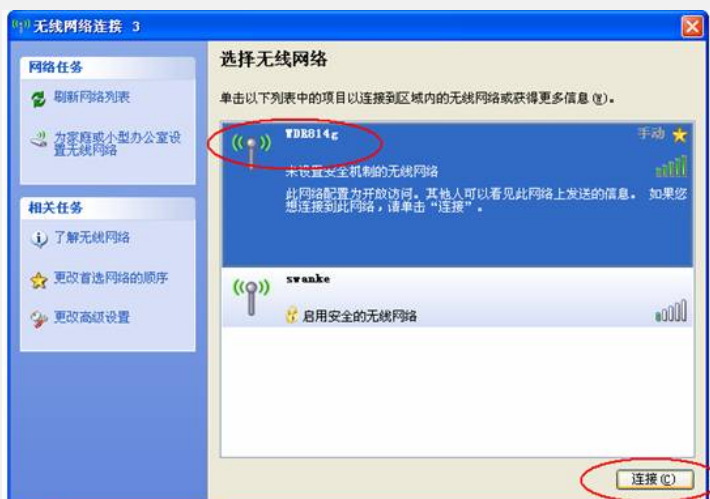 无线网络连接 3
网络任务
刷新网络列表
为家庭或小型办公室设
置无线网络
相关任务
了解无线网络
更改首选网络的顺序
更改高级设置
选择无线网络
单击以下列表中的项目以连接到区域内的无线网络或获得更多信息(W)。
WDR814g
手动
未设置安全机制的无线网络
此网络配置为开放访问。其他人可以看见此网络上发送的信息。 如果您
想连接到此网络，请单击“连接”。
swanke
启用安全的无线网络
连接(C)